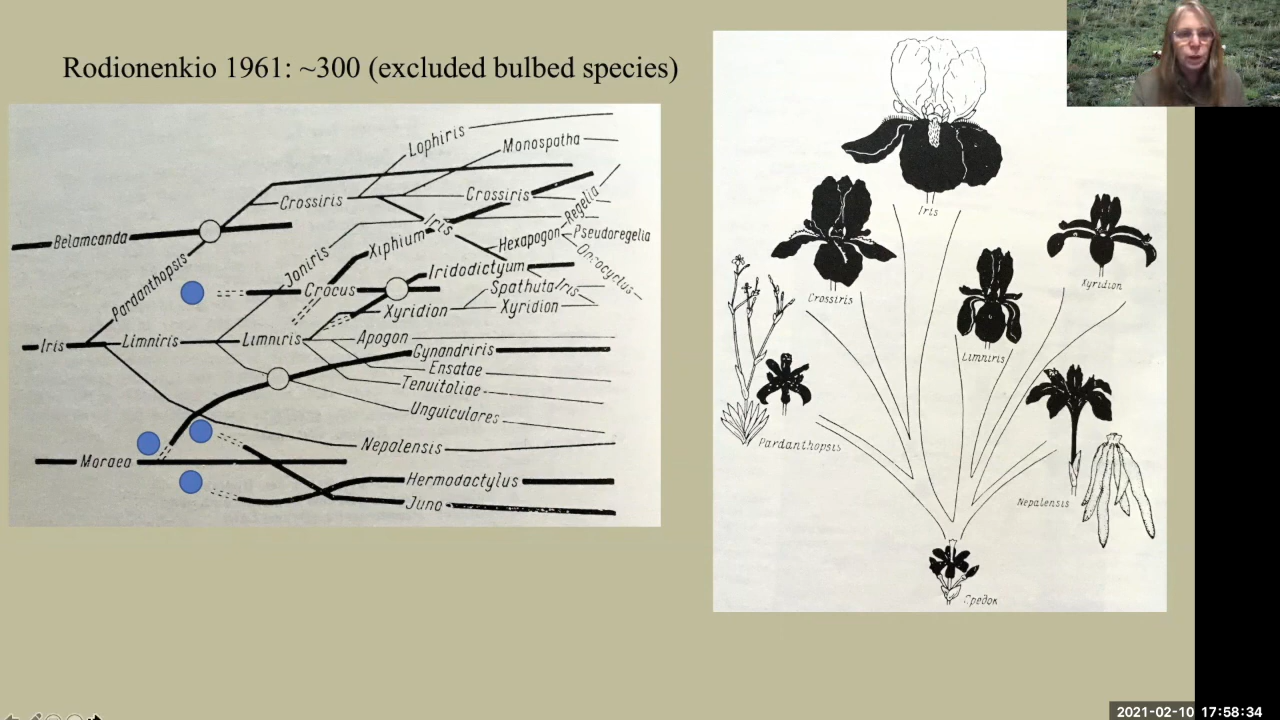 Rodionenkio 1961: ~300 (excluded bulbed species)
Lophiris
Monospatha
Crossiris
Crossiris
Regelia
Iris
Belamcanda
Xiphium
Hexapogon
Pseudoregelia
Oncocyclus
Pardanthopsis
Joniris
Iridodictyum
Crocus
Spathuta
Iris
Xyridion
Xyridion
Iris
Limniris
Limniris
Apogon
Gynandriris
Ensatae
Tenuifoliae
Unguiculares
Nepalensis
Moraea
Hermodactylus
Juno
Iris
Crossiris
Xyridion
Limniris
Pardanthopsis
Nepalensis
Предок
2021-02-10 17:58:34